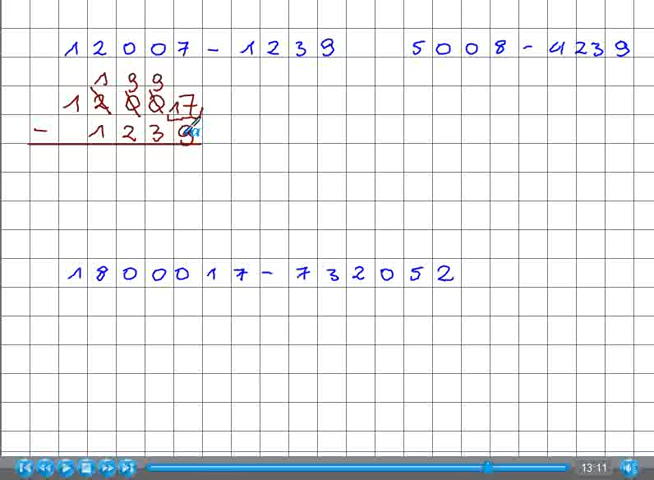 12007 - 1239 5008 - 4239
1 9 9
1 2 0 0 17
- 1 2 3 9
1800017 - 732052
13:11